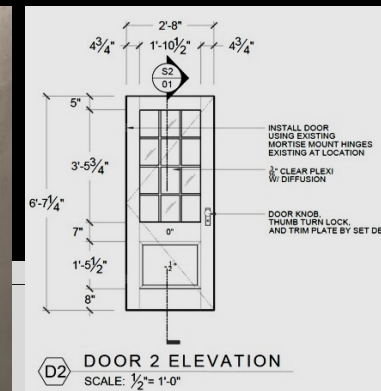 2'-8"
4¾" 1'-10½" 4¾"
S2
01
5"
INSTALL DOOR
USING EXISTING
MORTISE MOUNT HINGES
EXISTING AT LOCATION
3'-5¾"
CLEAR PLEXI
W/ DIFFUSION
6'-7¼"
DOOR KNOB,
THUMB TURN LOCK,
AND TRIM PLATE BY SET DE
7"
0"
1'-5½"
-½"
8"
D2 DOOR 2 ELEVATION
SCALE: ½"= 1'-0"